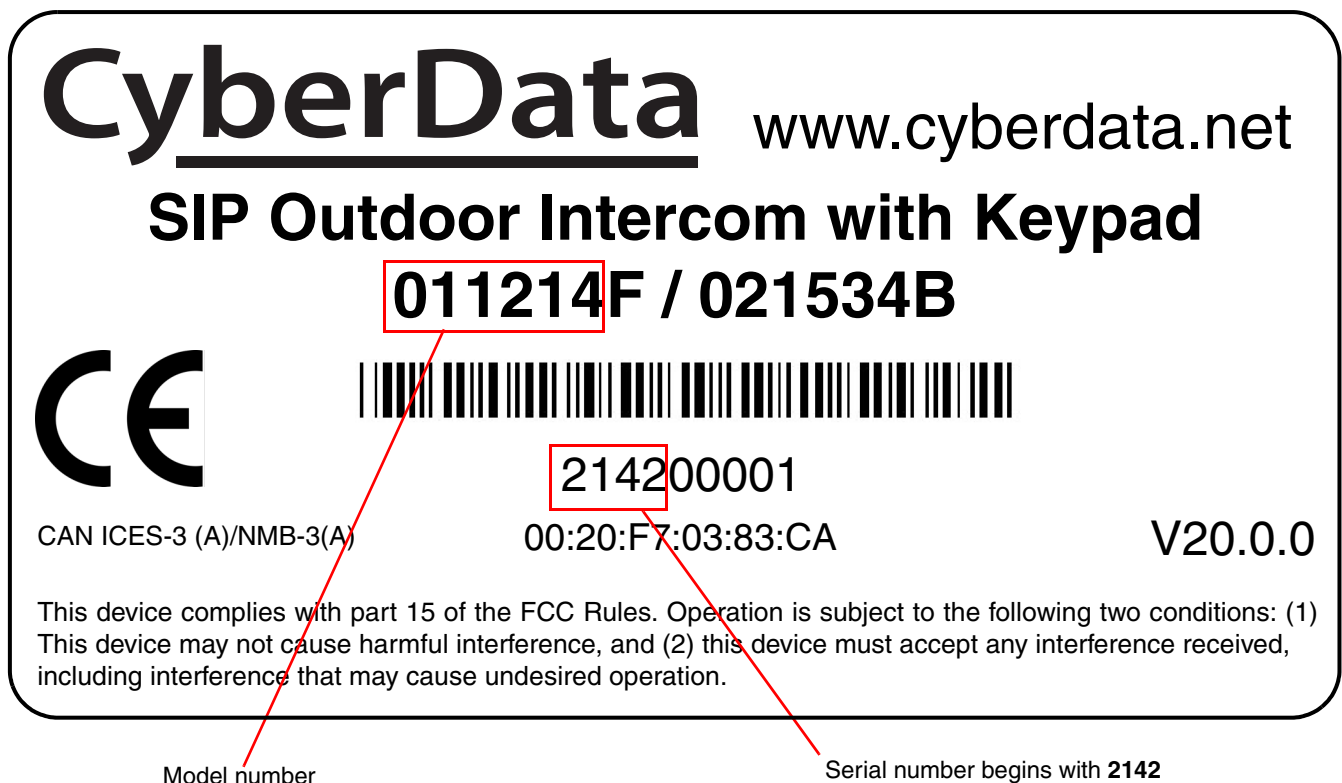 CyberData www.cyberdata.net
SIP Outdoor Intercom with Keypad
011214F / 021534B
CE
214200001
CAN ICES-3 (A)/NMB-3(A) 00:20:F7:03:83:CA V20.0.0
This device complies with part 15 of the FCC Rules. Operation is subject to the following two conditions: (1)
This device may not cause harmful interference, and (2) this device must accept any interference received,
including interference that may cause undesired operation.
Model number Serial number begins with 2142